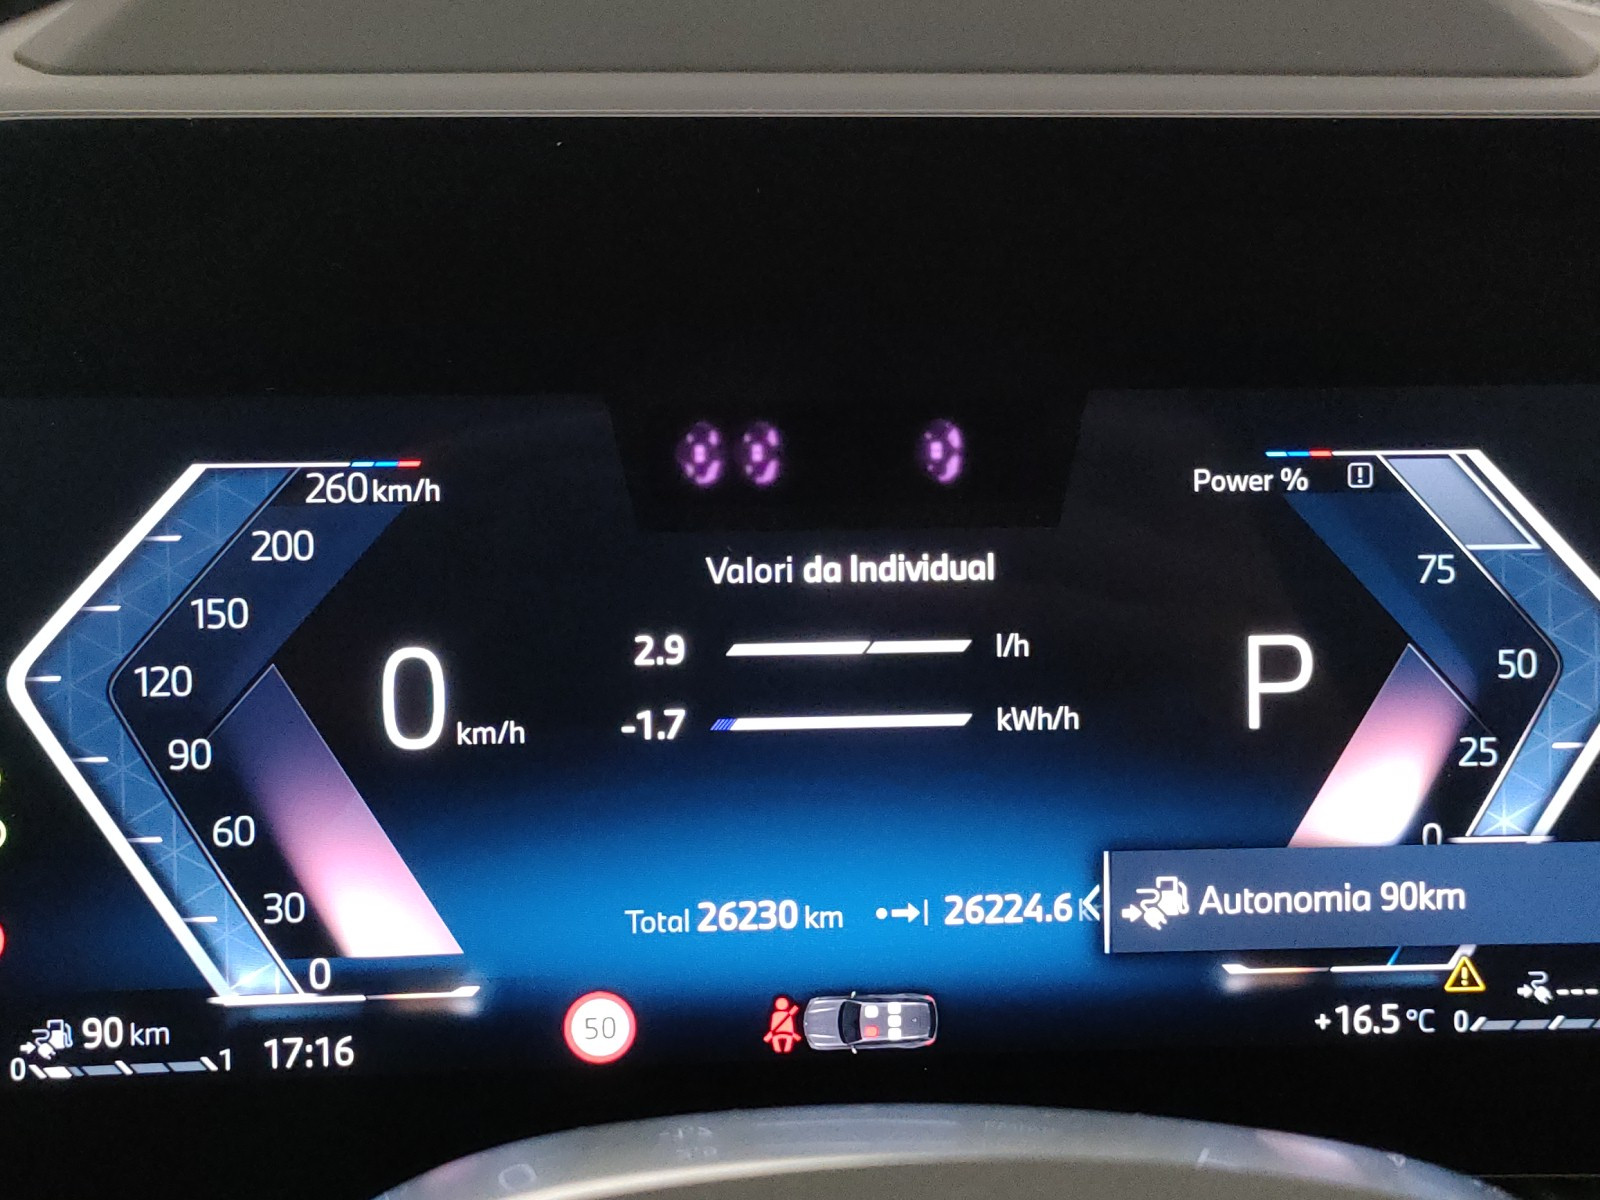 260 km/h
200
150
120
90
60
30
0
0 km/h
Valori da Individual
2.9 l/h
-1.7 kWh/h
Power %
75
50
25
0
P
Total 26230 km
26224.6
Autonomia 90km
90 km
0 1
17:16
50
+16.5 °C
0
---